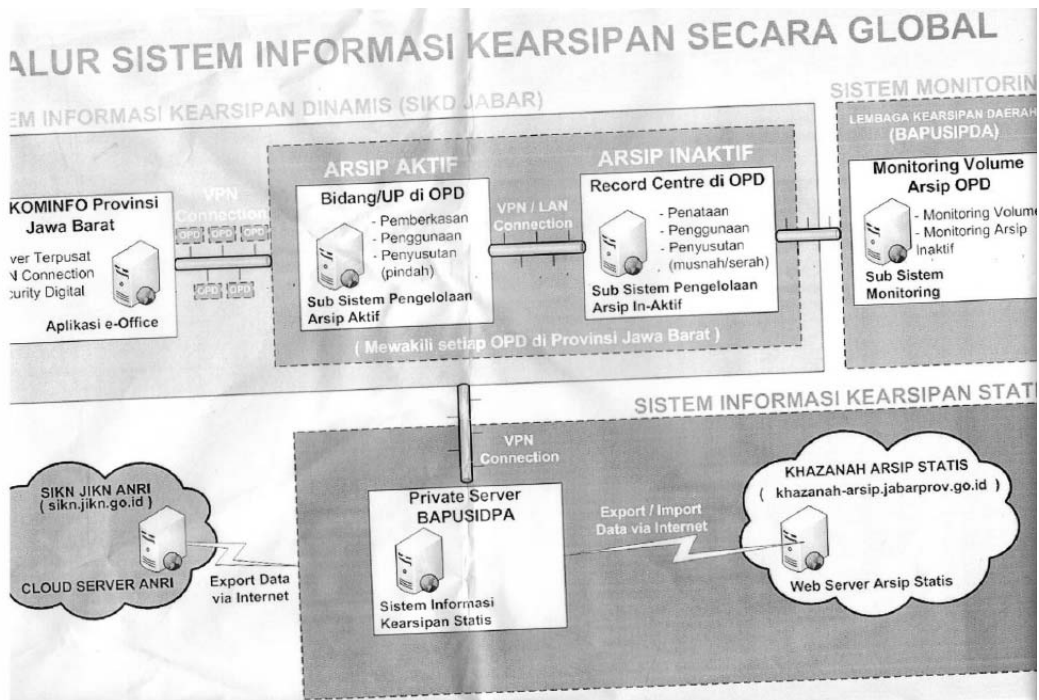 ALUR SISTEM INFORMASI KEARSIPAN SECARA GLOBAL
EM INFORMASI KEARSIPAN DINAMIS (SIKD JABAR)
SISTEM MONITORIN
LEMBAGA KEARSIPAN DAERAH
(BAPUSIPDA)
KOMINFO Provinsi
Jawa Barat
ver Terpusat
N Connection
curity Digital
Aplikasi e-Office
VPN
Connection
OPD OPD OPD
OPD OPD
ARSIP AKTIF
Bidang/UP di OPD
- Pemberkasan
- Penggunaan
- Penyusutan
(pindah)
Sub Sistem Pengelolaan
Arsip Aktif
VPN / LAN
Connection
ARSIP INAKTIF
Record Centre di OPD
- Penataan
- Penggunaan
- Penyusutan
(musnah/serah)
Sub Sistem Pengelolaan
Arsip In-Aktif
( Mewakili setiap OPD di Provinsi Jawa Barat )
Monitoring Volume
Arsip OPD
- Monitoring Volume
- Monitoring Arsip
Inaktif
Sub Sistem
Monitoring
SISTEM INFORMASI KEARSIPAN STATI
VPN
Connection
SIKN JIKN ANRI
( sikn.jikn.go.id )
CLOUD SERVER ANRI
Export Data
via Internet
Private Server
BAPUSIDPA
Sistem Informasi
Kearsipan Statis
Export / Import
Data via Internet
KHAZANAH ARSIP STATIS
( khazanah-arsip.jabarprov.go.id )
Web Server Arsip Statis